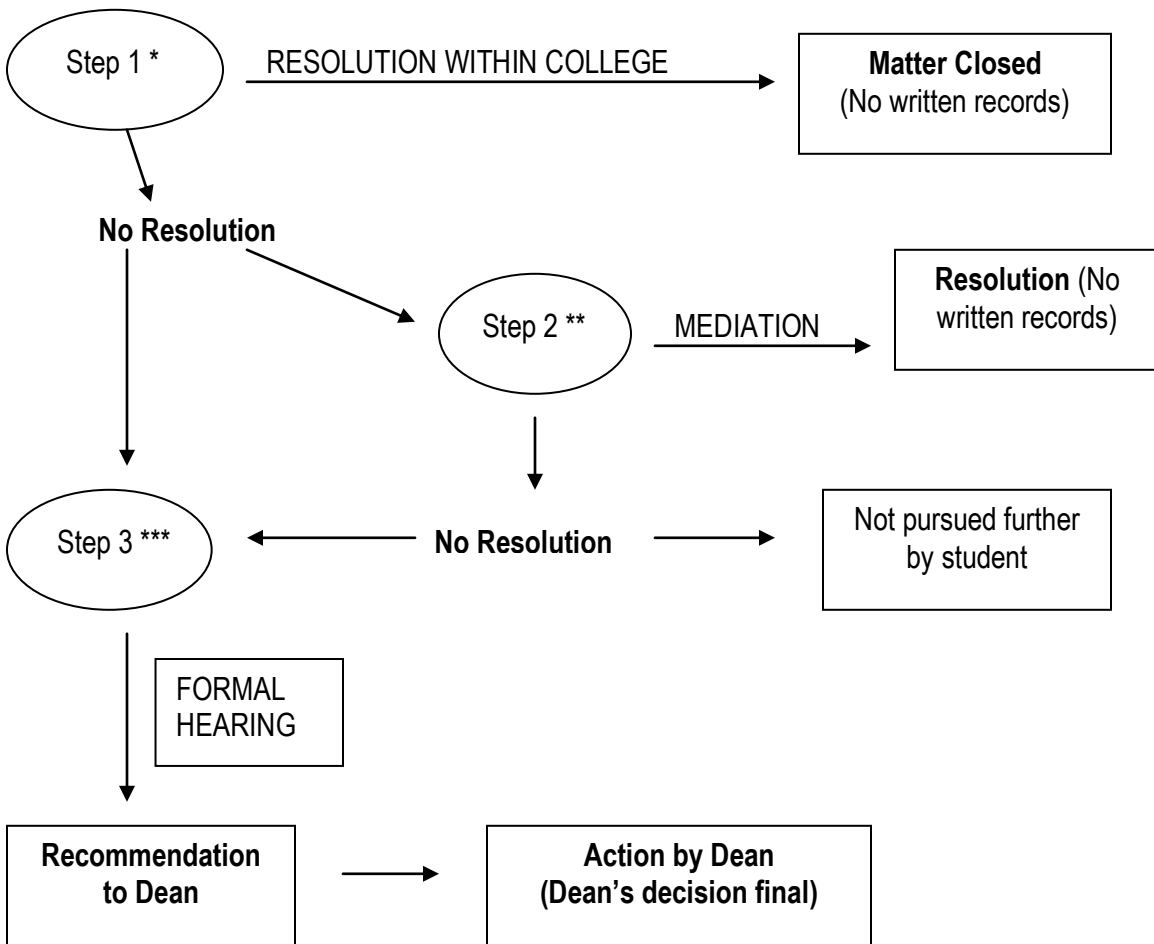 Step 1 *
RESOLUTION WITHIN COLLEGE
Matter Closed
(No written records)
No Resolution
Step 2 **
MEDIATION
Resolution (No
written records)
Step 3 ***
No Resolution
Not pursued further
by student
FORMAL
HEARING
Recommendation
to Dean
Action by Dean
(Dean’s decision final)